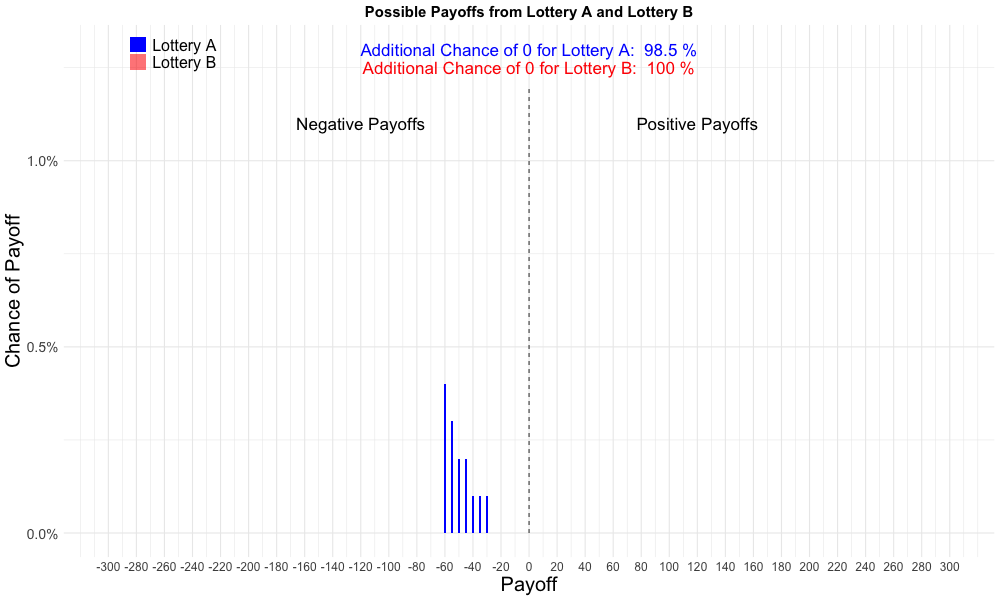 Possible Payoffs from Lottery A and Lottery B
Lottery A
Lottery B
Additional Chance of 0 for Lottery A:  98.5 %
Additional Chance of 0 for Lottery B:  100 %
Negative Payoffs
Positive Payoffs
Chance of Payoff
1.0%
0.5%
0.0%
-300 -280 -260 -240 -220 -200 -180 -160 -140 -120 -100 -80 -60 -40 -20 0 20 40 60 80 100 120 140 160 180 200 220 240 260 280 300
Payoff